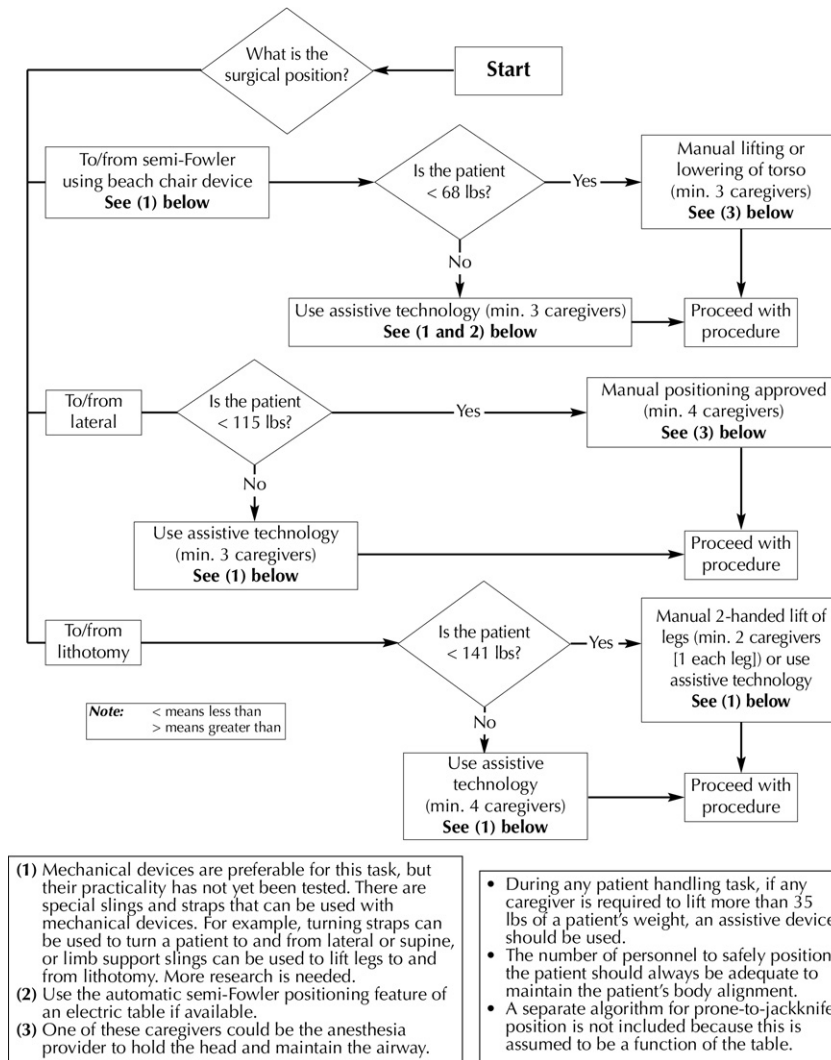 What is the
surgical position?
Start
To/from semi-Fowler
using beach chair device
See (1) below
Is the patient
< 68 lbs?
Yes
Manual lifting or
lowering of torso
(min. 3 caregivers)
See (3) below
No
Use assistive technology (min. 3 caregivers)
See (1 and 2) below
Proceed with
procedure
To/from
lateral
Is the patient
< 115 lbs?
Yes
Manual positioning approved
(min. 4 caregivers)
See (3) below
No
Use assistive technology
(min. 3 caregivers)
See (1) below
Proceed with
procedure
To/from
lithotomy
Is the patient
< 141 lbs?
Yes
Manual 2-handed lift of
legs (min. 2 caregivers
[1 each leg]) or use
assistive technology
See (1) below
Note: < means less than
> means greater than
No
Use assistive
technology
(min. 4 caregivers)
See (1) below
Proceed with
procedure
(1) Mechanical devices are preferable for this task, but
their practicality has not yet been tested. There are
special slings and straps that can be used with
mechanical devices. For example, turning straps can
be used to turn a patient to and from lateral or supine,
or limb support slings can be used to lift legs to and
from lithotomy. More research is needed.
(2) Use the automatic semi-Fowler positioning feature of
an electric table if available.
(3) One of these caregivers could be the anesthesia
provider to hold the head and maintain the airway.
• During any patient handling task, if any
caregiver is required to lift more than 35
lbs of a patient's weight, an assistive device
should be used.
• The number of personnel to safely position
the patient should always be adequate to
maintain the patient's body alignment.
• A separate algorithm for prone-to-jackknife
position is not included because this is
assumed to be a function of the table.